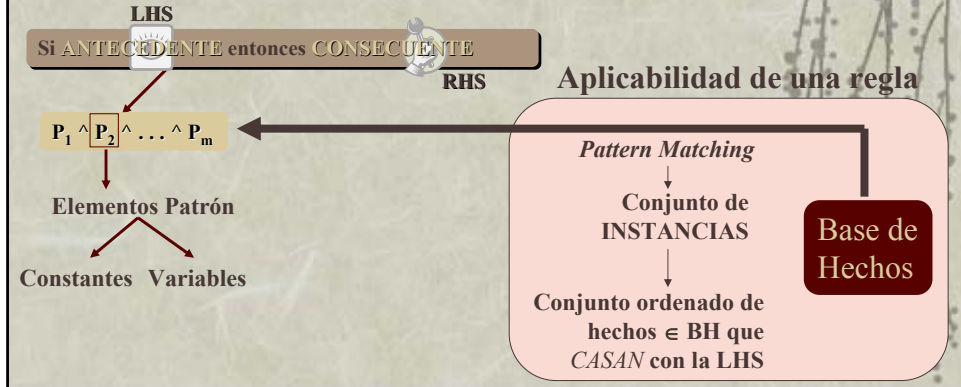 LHS
Si ANTECEDENTE entonces CONSECUENTE
RHS
P1 ^ P2 ^ . . . ^ Pm
Elementos Patrón
Constantes Variables
Aplicabilidad de una regla
Pattern Matching
Conjunto de
INSTANCIAS
Conjunto ordenado de
hechos ∈ BH que
CASAN con la LHS
Base de
Hechos